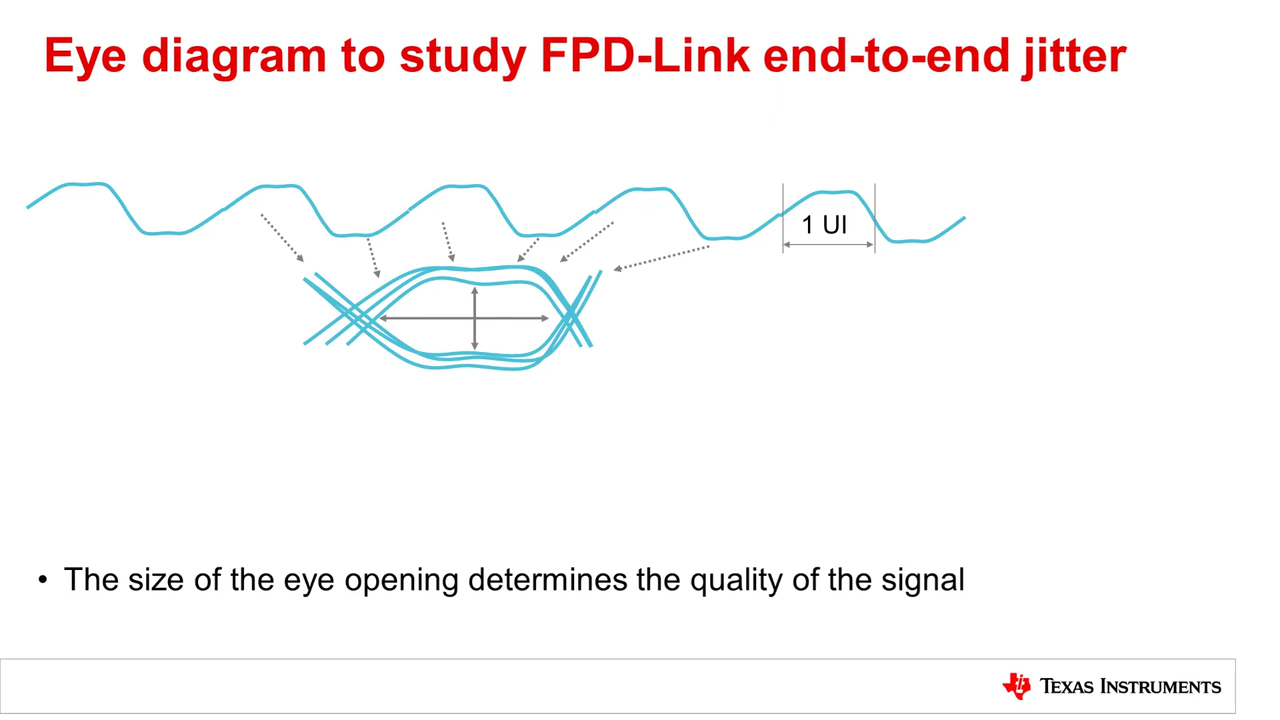 Eye diagram to study FPD-Link end-to-end jitter
1 UI
• The size of the eye opening determines the quality of the signal
TEXAS INSTRUMENTS